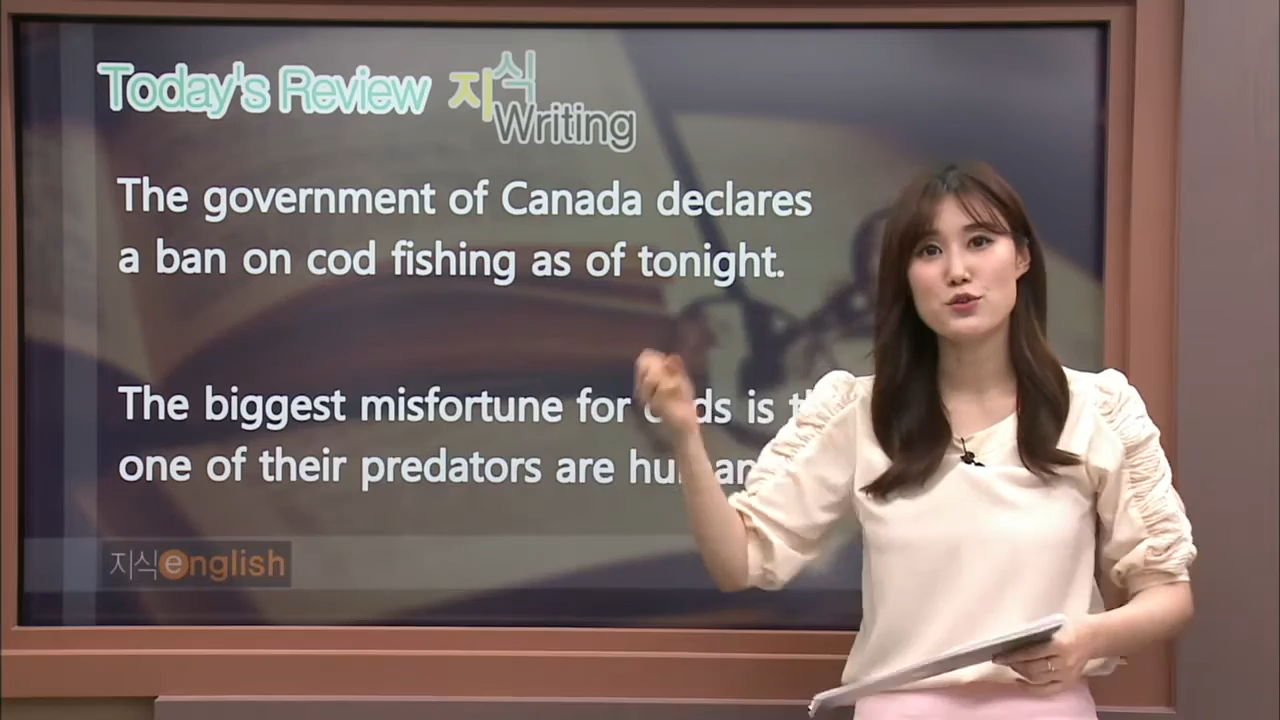 Today's Review 지식
Writing
The government of Canada declares
a ban on cod fishing as of tonight.
The biggest misfortune for is
one of their predators are
지식english